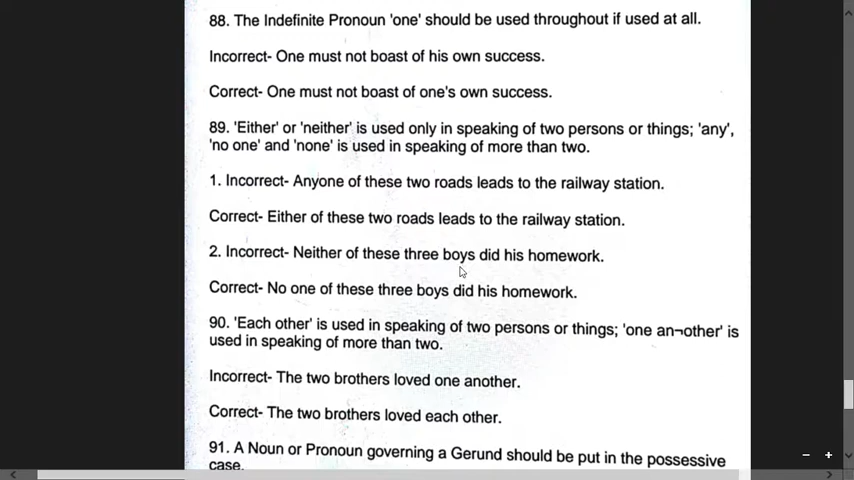 88. The Indefinite Pronoun 'one' should be used throughout if used at all.
Incorrect- One must not boast of his own success.
Correct- One must not boast of one's own success.
89. 'Either' or 'neither' is used only in speaking of two persons or things; 'any',
'no one' and 'none' is used in speaking of more than two.
1. Incorrect- Anyone of these two roads leads to the railway station.
Correct- Either of these two roads leads to the railway station.
2. Incorrect- Neither of these three boys did his homework.
Correct- No one of these three boys did his homework.
90. 'Each other' is used in speaking of two persons or things; 'one an¬other' is
used in speaking of more than two.
Incorrect- The two brothers loved one another.
Correct- The two brothers loved each other.
91. A Noun or Pronoun governing a Gerund should be put in the possessive
case.